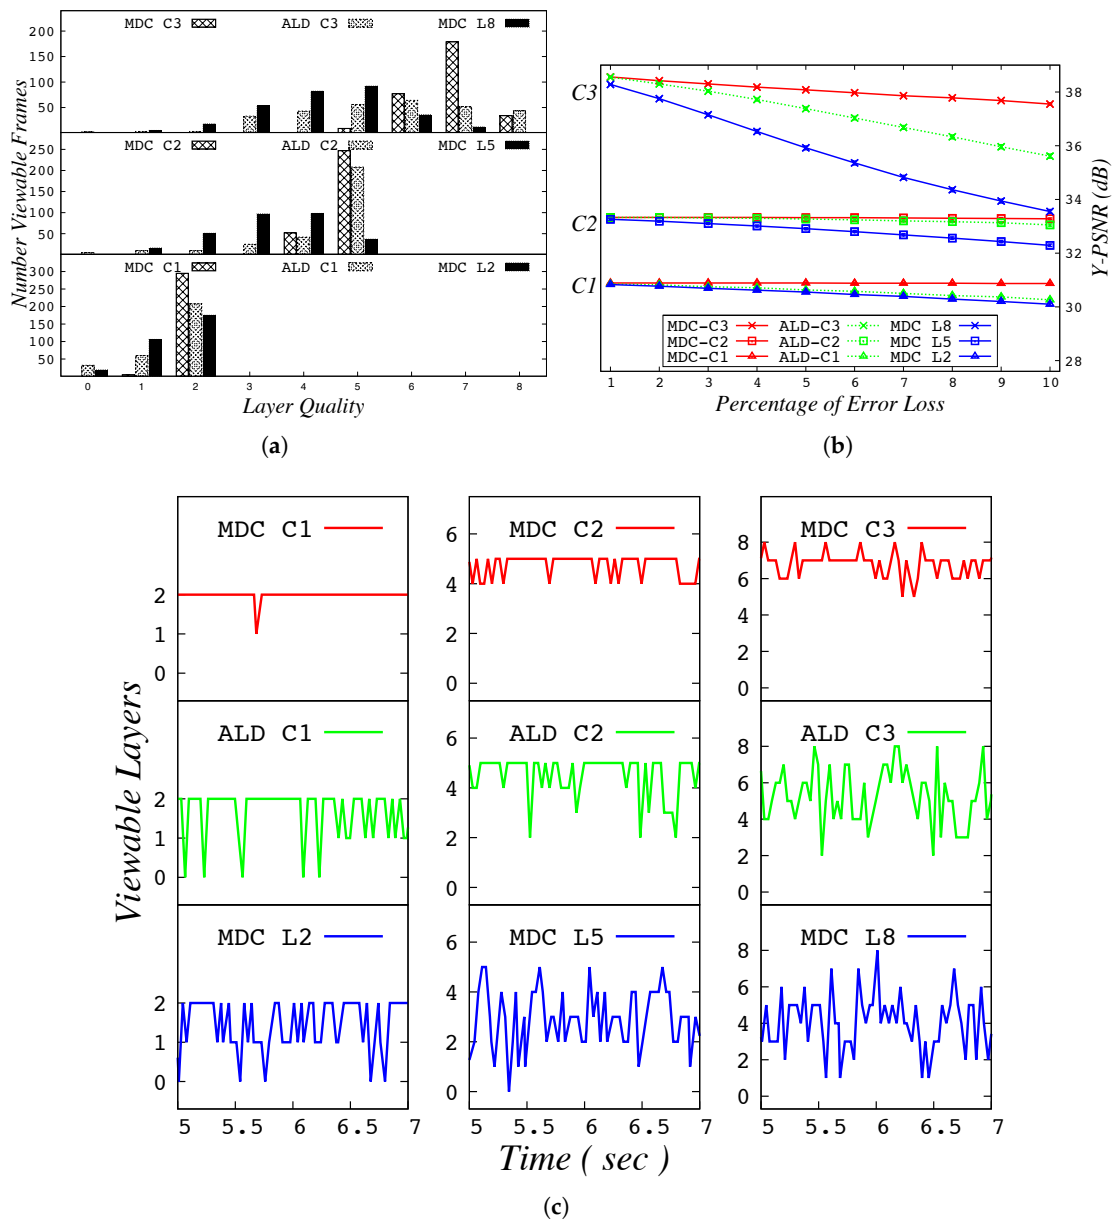 MDC C3 ALD C3 MDC L8
200
150
100
50
MDC C2 ALD C2 MDC L5
250
200
150
100
50
MDC C1 ALD C1 MDC L2
300
250
200
150
100
50
Number Viewable Frames
0 1 2 3 4 5 6 7 8
Layer Quality
(a)
C3
C2
C1
38
36
34
32
30
28
Y-PSNR (dB)
MDC-C3 ALD-C3 MDC L8
MDC-C2 ALD-C2 MDC L5
MDC-C1 ALD-C1 MDC L2
1 2 3 4 5 6 7 8 9 10
Percentage of Error Loss
(b)
MDC C1
2
1
0
MDC C2
6
4
2
0
MDC C3
8
6
4
2
0
Viewable Layers
ALD C1
2
1
0
ALD C2
6
4
2
0
ALD C3
8
6
4
2
0
MDC L2
2
1
0
MDC L5
6
4
2
0
MDC L8
8
6
4
2
0
5 5.5 6 6.5 7
5 5.5 6 6.5 7
5 5.5 6 6.5 7
Time ( sec )
(c)